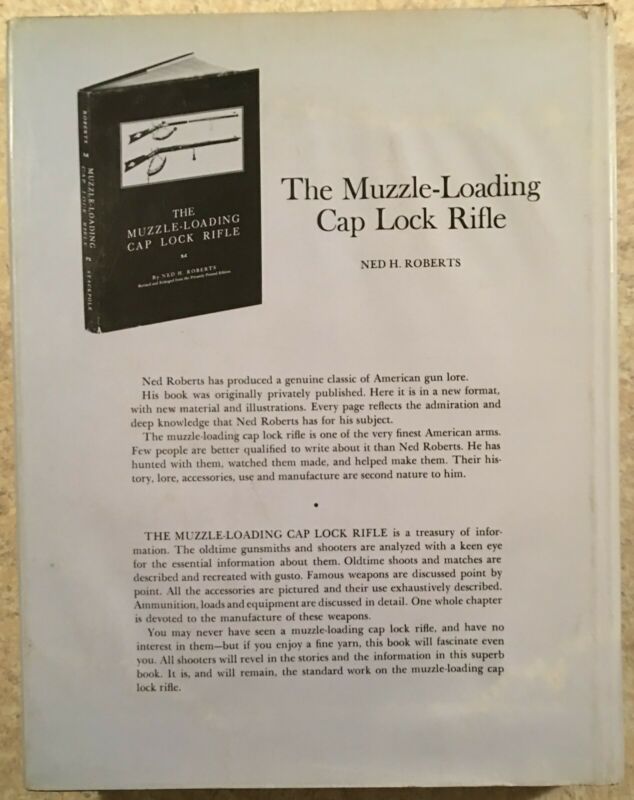 ROBERTS MUZZLE-LOADING CAP LOCK RIFLE STACKPOLE
THE
MUZZLE-LOADING
CAP LOCK RIFLE
By NED H. ROBERTS
Revised and Enlarged from the Privately Printed Edition
The Muzzle-Loading
Cap Lock Rifle
NED H. ROBERTS
Ned Roberts has produced a genuine classic of American gun lore.
His book was originally privately published. Here it is in a new format,
with new material and illustrations. Every page reflects the admiration and
deep knowledge that Ned Roberts has for his subject.
The muzzle-loading cap lock rifle is one of the very finest American arms.
Few people are better qualified to write about it than Ned Roberts. He has
hunted with them, watched them made, and helped make them. Their his-
tory, lore, accessories, use and manufacture are second nature to him.
•
THE MUZZLE-LOADING CAP LOCK RIFLE is a treasury of infor-
mation. The oldtime gunsmiths and shooters are analyzed with a keen eye
for the essential information about them. Oldtime shoots and matches are
described and recreated with gusto. Famous weapons are discussed point by
point. All the accessories are pictured and their use exhaustively described.
Ammunition, loads and equipment are discussed in detail. One whole chapter
is devoted to the manufacture of these weapons.
You may never have seen a muzzle-loading cap lock rifle, and have no
interest in them—but if you enjoy a fine yarn, this book will fascinate even
you. All shooters will revel in the stories and the information in this superb
book. It is, and will remain, the standard work on the muzzle-loading cap
lock rifle.